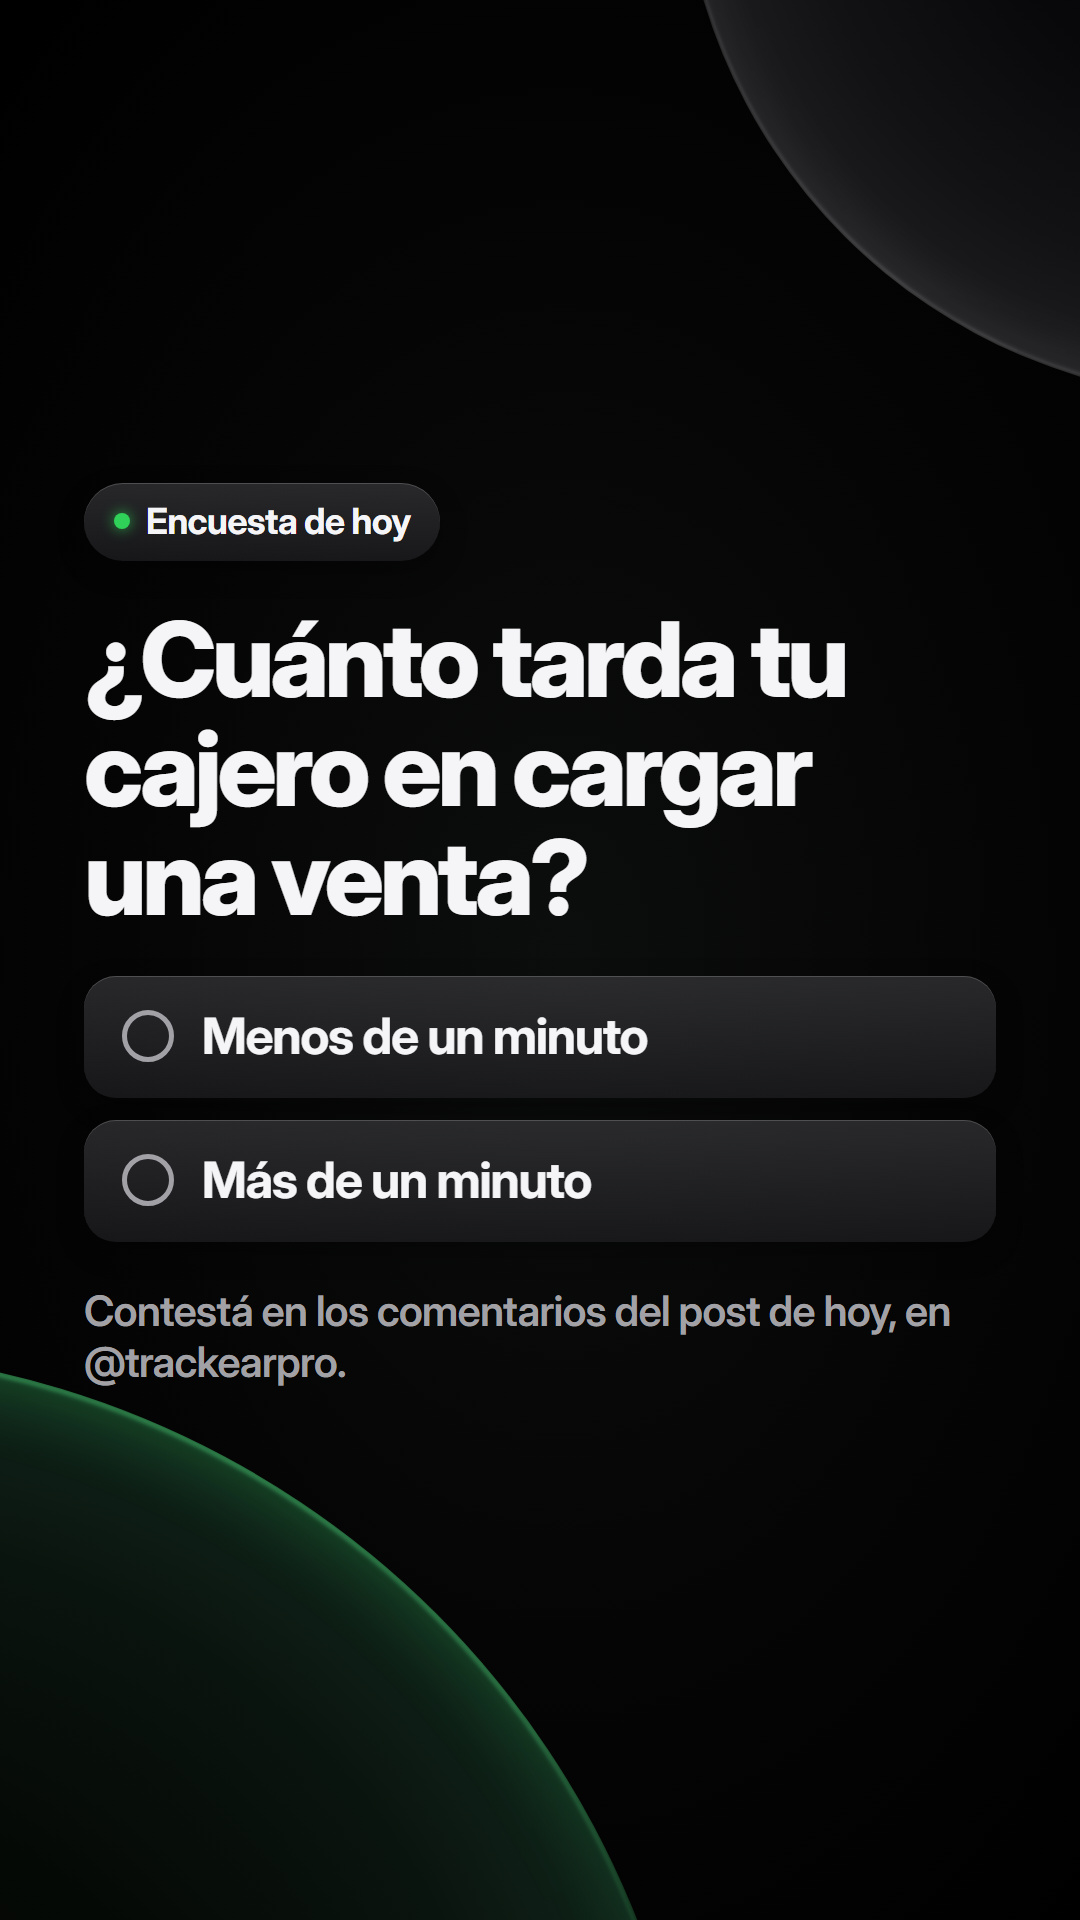 Encuesta de hoy
¿Cuánto tarda tu
cajero en cargar
una venta?
Menos de un minuto
Más de un minuto
Contestá en los comentarios del post de hoy, en
@trackearpro.